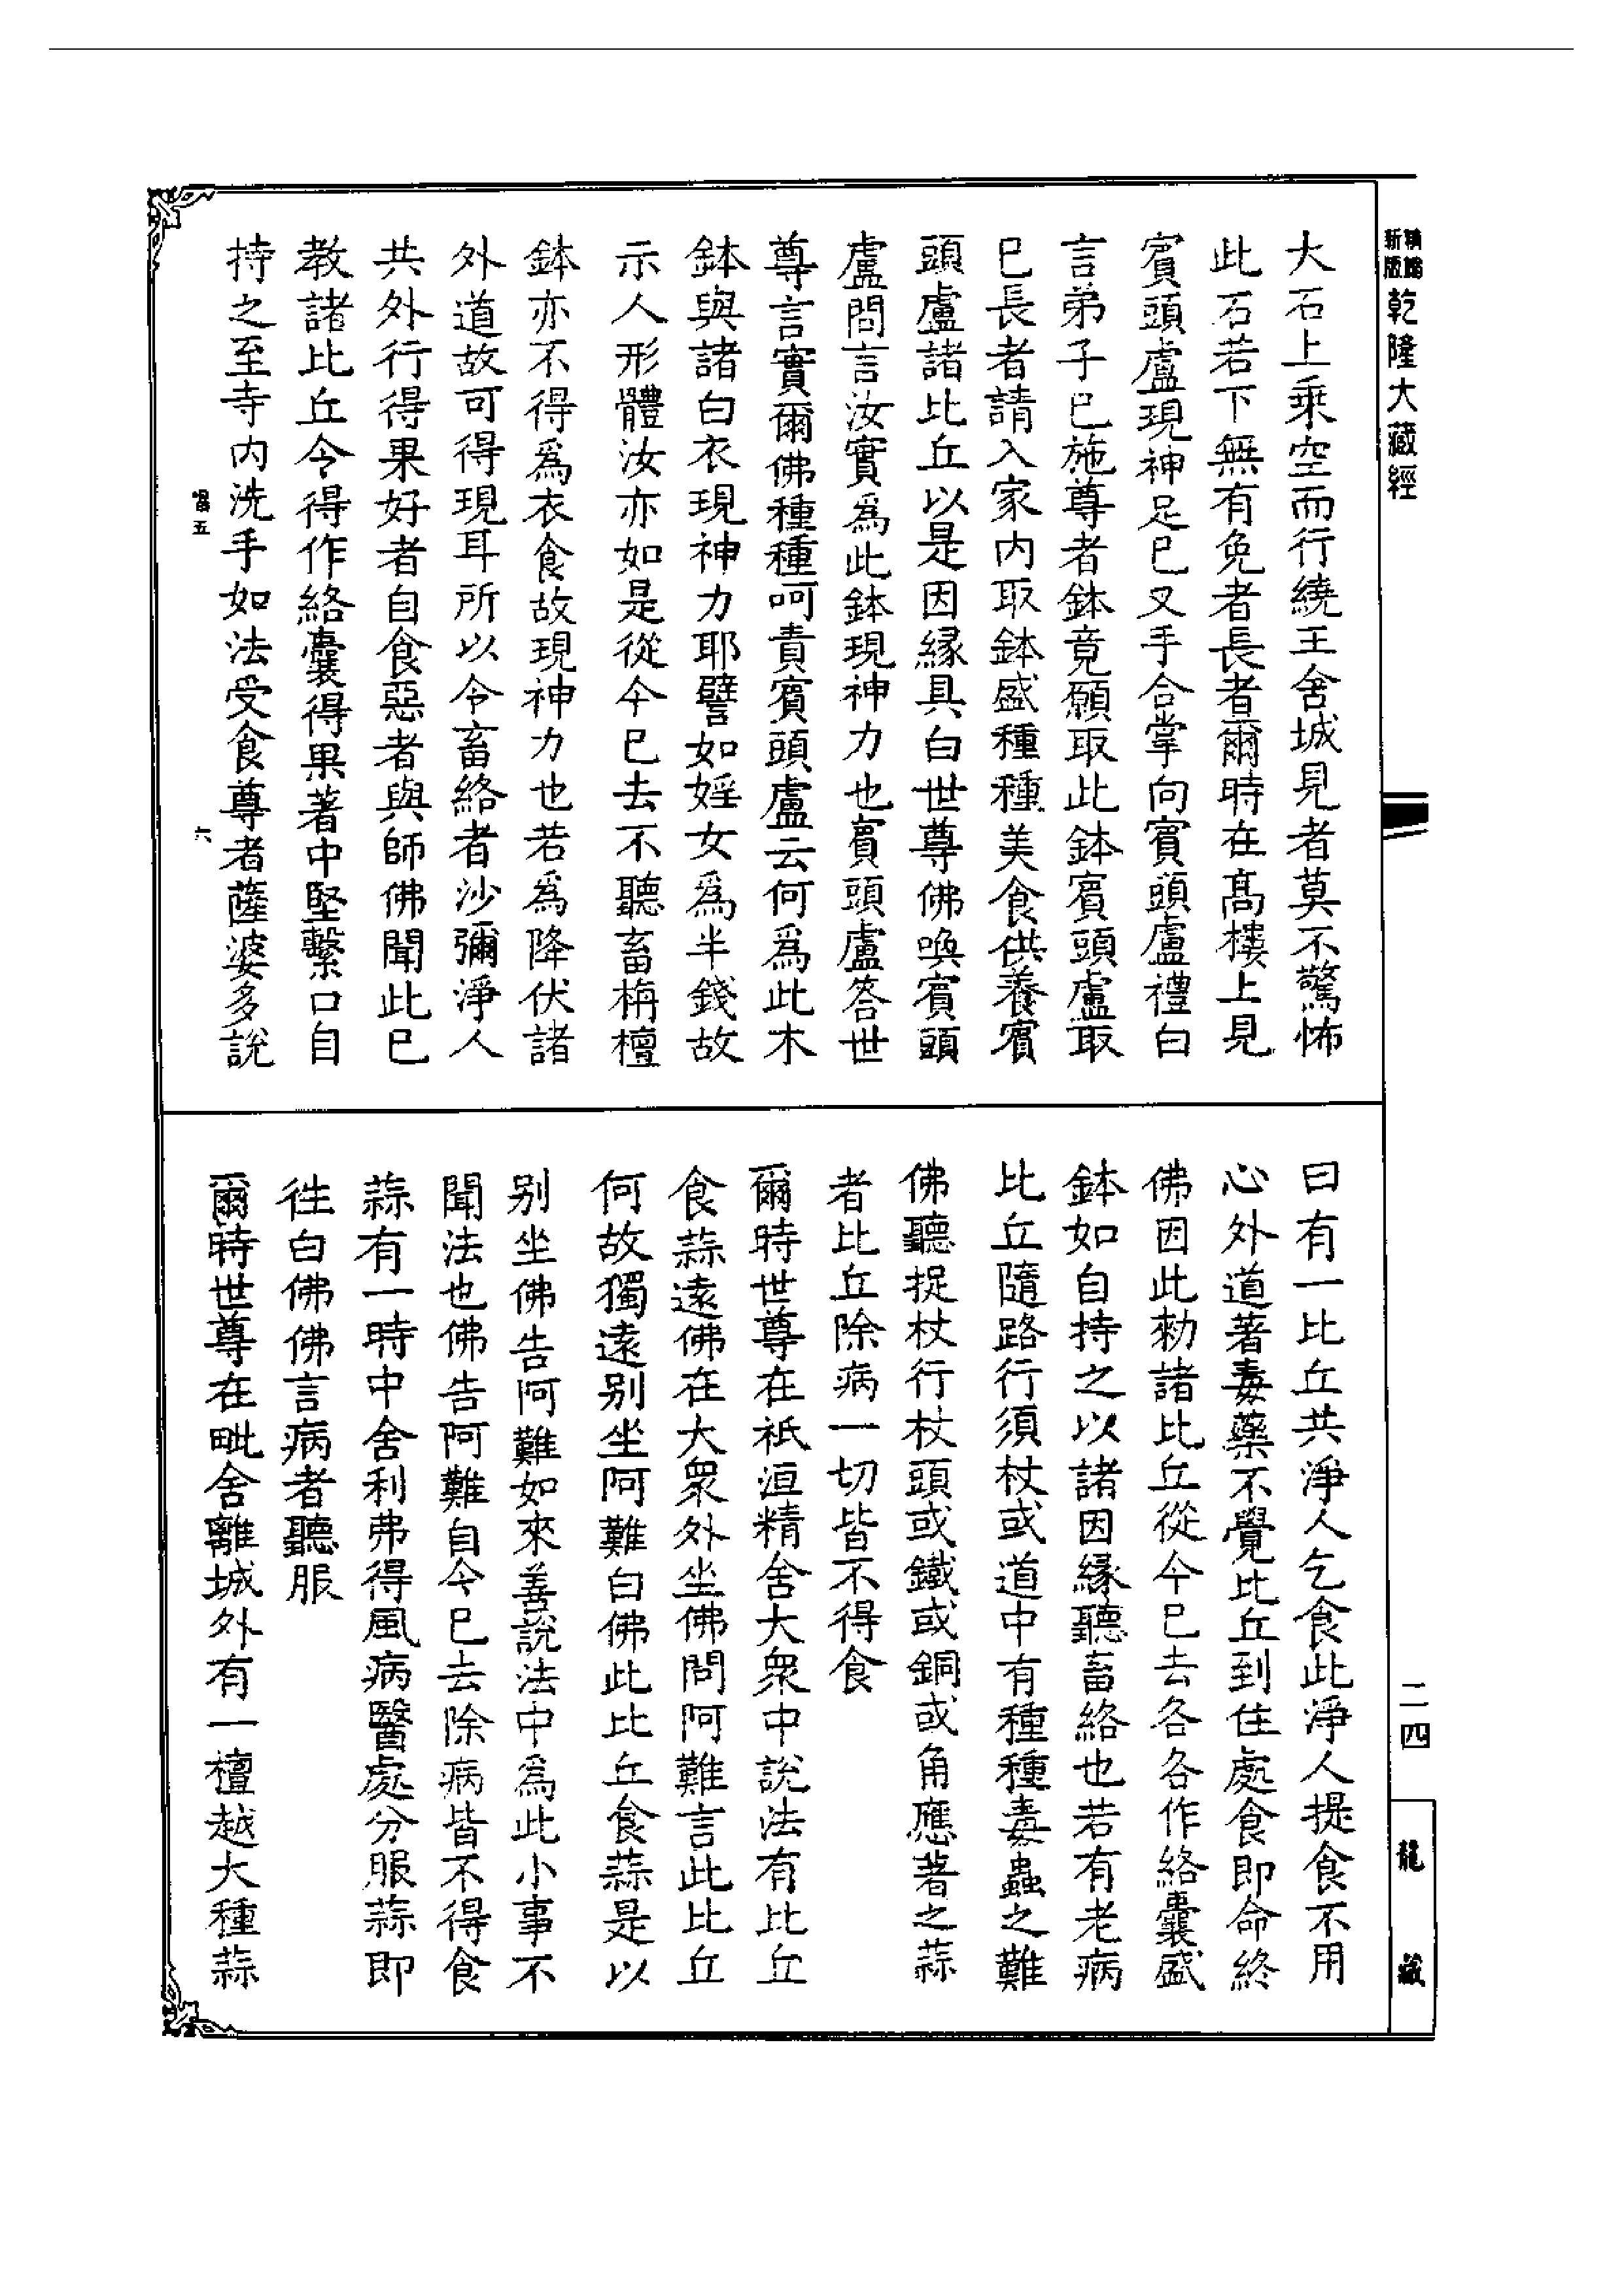 新版精縮乾隆大藏經
大石上乘空而行繞王舍城見者莫不驚怖
此石若下無有免者長者爾時在髙樓上見
賓頭盧現神足已叉手合掌向賓頭盧禮白
言弟子已施尊者鉢竟願取此鉢賓頭盧取
已長者請入家内取鉢盛種種美食供養賓
頭盧諸比丘以是因緣具白世尊佛喚賓頭
盧問言汝實爲此鉢現神力也賓頭盧答世
尊言實爾佛種種呵責賓頭盧云何爲此木
鉢與諸白衣現神力耶譬如婬女爲半錢故
示人形體汝亦如是從今已去不聽畜栴檀
鉢亦不得爲衣食故現神力也若爲降伏諸
外道故可得現耳所以令畜絡者沙彌淨人
共外行得果好者自食惡者與師佛聞此已
教諸比丘令得作絡囊得果著中堅繫口自
持之至寺内洗手如法受食尊者薩婆多說
五
六
曰有一比丘共淨人乞食此淨人提食不用
心外道著毒藥不覺比丘到住處食即命終
佛因此勑諸比丘從今已去各各作絡囊盛
鉢如自持之以諸因緣聽畜絡也若有老病
比丘隨路行須杖或道中有種種毒蟲之難
佛聽捉杖行杖頭或鐵或銅或角應著之蒜
者比丘除病一切皆不得食
爾時世尊在祇洹精舍大衆中說法有比丘
食蒜遠佛在大衆外坐佛問阿難言此比丘
何故獨遠别坐阿難白佛此比丘食蒜是以
别坐佛告阿難如來善說法中爲此小事不
聞法也佛告阿難自今已去除病皆不得食
蒜有一時中舍利弗得風病醫處分服蒜即
往白佛佛言病者聽服
爾時世尊在毗舍離城外有一檀越大種蒜
二四
龍藏